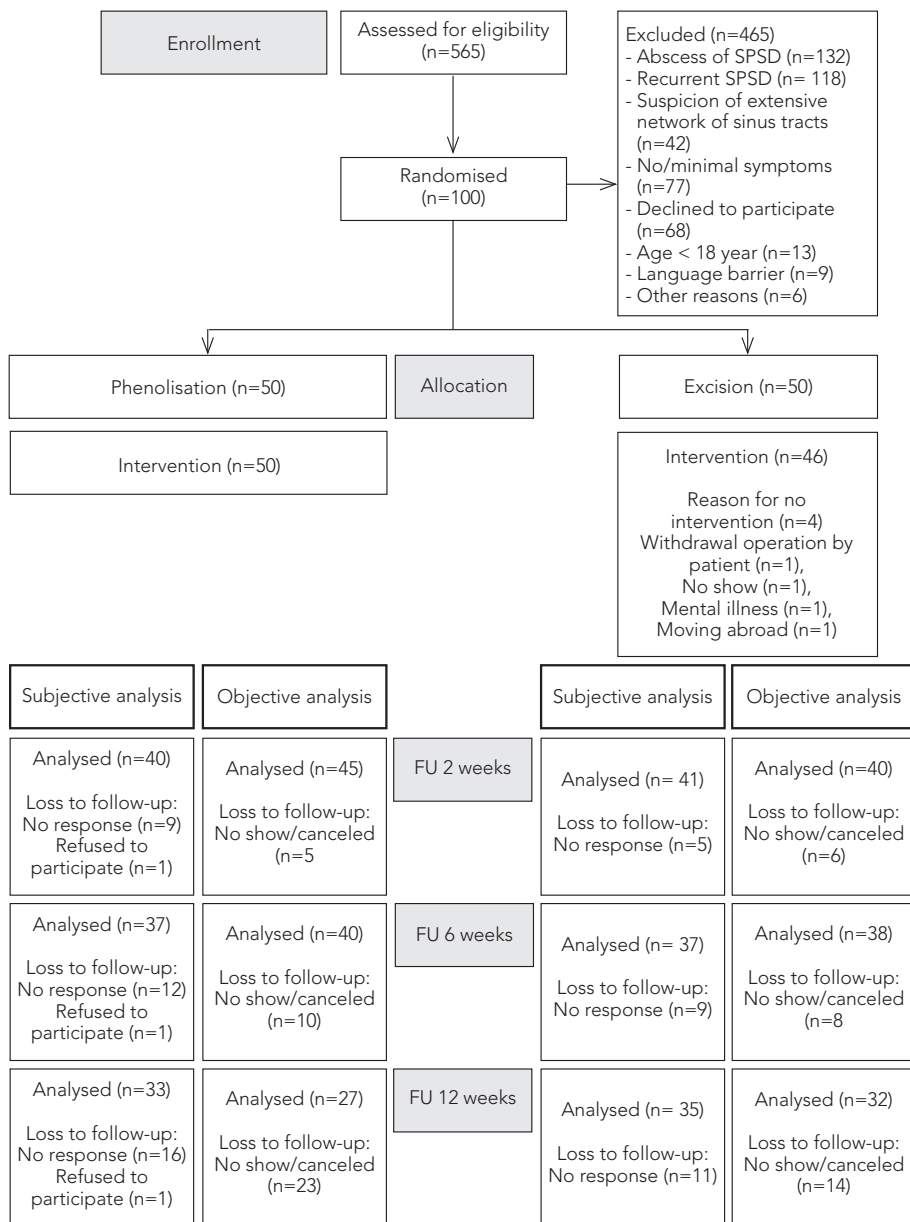 Enrollment
Assessed for eligibility
(n=565)
Excluded (n=465)
- Abscess of SPSD (n=132)
- Recurrent SPSD (n= 118)
- Suspicion of extensive
network of sinus tracts
(n=42)
- No/minimal symptoms
(n=77)
- Declined to participate
(n=68)
- Age < 18 year (n=13)
- Language barrier (n=9)
- Other reasons (n=6)
Randomised
(n=100)
Phenolisation (n=50)
Allocation
Excision (n=50)
Intervention (n=50)
Intervention (n=46)
Reason for no
intervention (n=4)
Withdrawal operation by
patient (n=1),
No show (n=1),
Mental illness (n=1),
Moving abroad (n=1)
Subjective analysis
Objective analysis
Subjective analysis
Objective analysis
Analysed (n=40)
Loss to follow-up:
No response (n=9)
Refused to
participate (n=1)
Analysed (n=45)
Loss to follow-up:
No show/canceled
(n=5
FU 2 weeks
Analysed (n= 41)
Loss to follow-up:
No response (n=5)
Analysed (n=40)
Loss to follow-up:
No show/canceled
(n=6)
Analysed (n=37)
Loss to follow-up:
No response (n=12)
Refused to
participate (n=1)
Analysed (n=40)
Loss to follow-up:
No show/canceled
(n=10)
FU 6 weeks
Analysed (n= 37)
Loss to follow-up:
No response (n=9)
Analysed (n=38)
Loss to follow-up:
No show/canceled
(n=8
Analysed (n=33)
Loss to follow-up:
No response (n=16)
Refused to
participate (n=1)
Analysed (n=27)
Loss to follow-up:
No show/canceled
(n=23)
FU 12 weeks
Analysed (n= 35)
Loss to follow-up:
No response (n=11)
Analysed (n=32)
Loss to follow-up:
No show/canceled
(n=14)